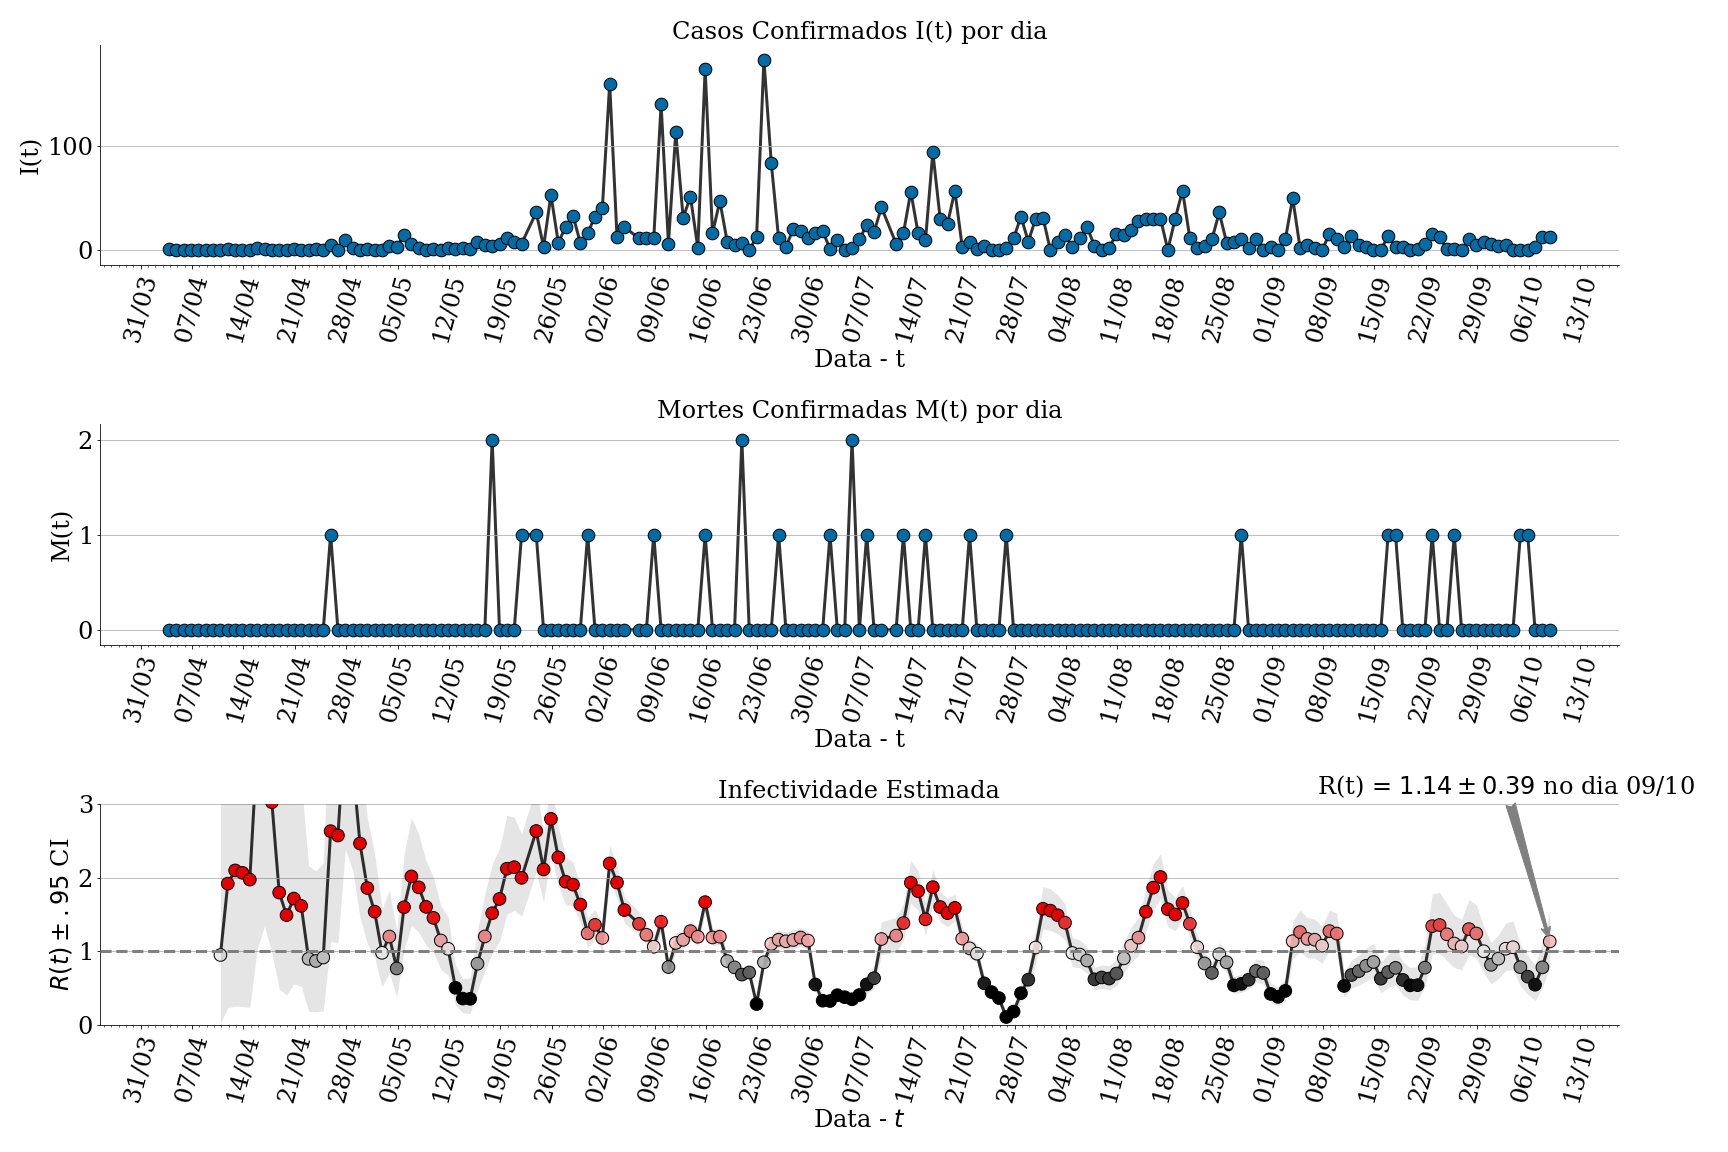 Casos Confirmados I(t) por dia
I(t)
100
0
31/03 07/04 14/04 21/04 28/04 05/05 12/05 19/05 26/05 02/06 09/06 16/06 23/06 30/06 07/07 14/07 21/07 28/07 04/08 11/08 18/08 25/08 01/09 08/09 15/09 22/09 29/09 06/10 13/10
Data - t
Mortes Confirmadas M(t) por dia
M(t)
2
1
0
31/03 07/04 14/04 21/04 28/04 05/05 12/05 19/05 26/05 02/06 09/06 16/06 23/06 30/06 07/07 14/07 21/07 28/07 04/08 11/08 18/08 25/08 01/09 08/09 15/09 22/09 29/09 06/10 13/10
Data - t
Infectividade Estimada
R(t) = 1.14 ± 0.39 no dia 09/10
R(t) ± .95 CI
3
2
1
0
31/03 07/04 14/04 21/04 28/04 05/05 12/05 19/05 26/05 02/06 09/06 16/06 23/06 30/06 07/07 14/07 21/07 28/07 04/08 11/08 18/08 25/08 01/09 08/09 15/09 22/09 29/09 06/10 13/10
Data - t